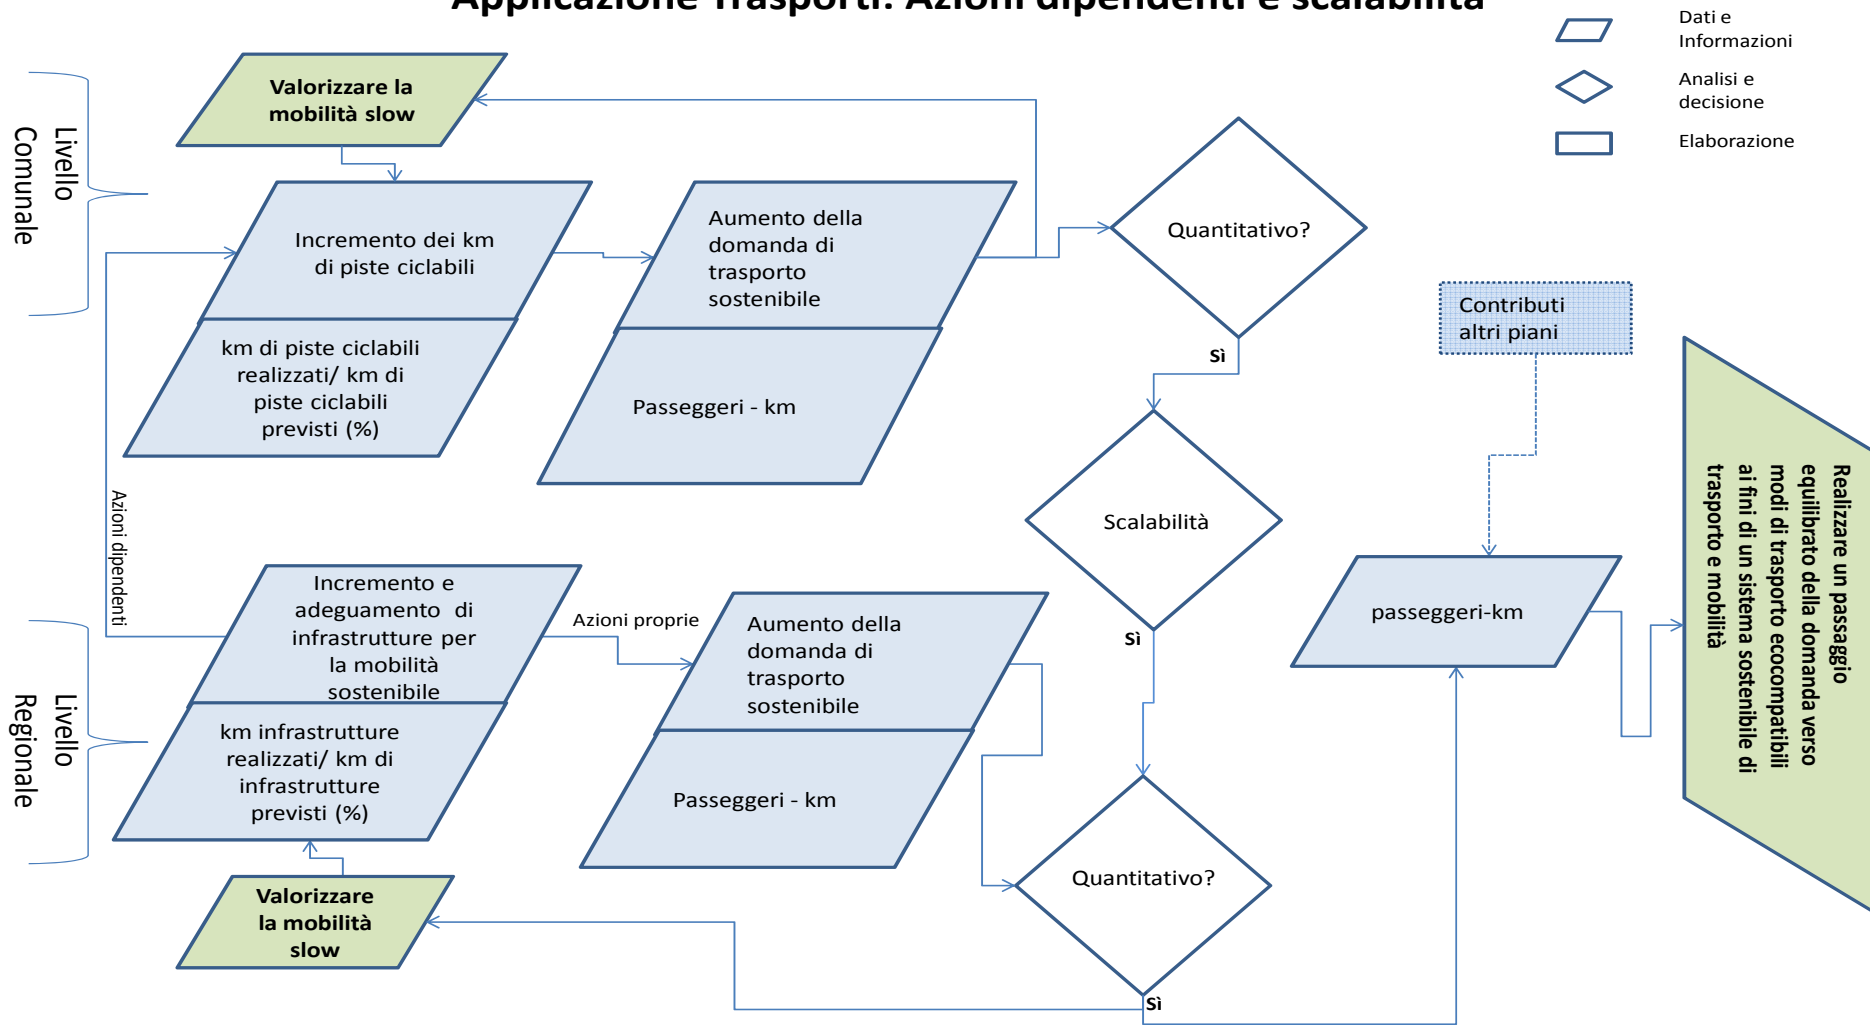 Applicazione Trasporti: Azioni dipendenti e scalabilità
Dati e
Informazioni
Analisi e
decisione
Elaborazione
Livello
Comunale
Valorizzare la
mobilità slow
Incremento dei km
di piste ciclabili
km di piste ciclabili
realizzati/ km di
piste ciclabili
previsti (%)
Aumento della
domanda di
trasporto
sostenibile
Passeggeri - km
Quantitativo?
Sì
Scalabilità
Sì
Contributi
altri piani
passeggeri-km
Realizzare un passaggio
equilibrato della domanda verso
modi di trasporto ecocompatibili
ai fini di un sistema sostenibile di
trasporto e mobilità
Azioni dipendenti
Livello
Regionale
Incremento e
adeguamento di
infrastrutture per
la mobilità
sostenibile
km infrastrutture
realizzati/ km di
infrastrutture
previsti (%)
Azioni proprie
Aumento della
domanda di
trasporto
sostenibile
Passeggeri - km
Quantitativo?
Sì
Valorizzare
la mobilità
slow